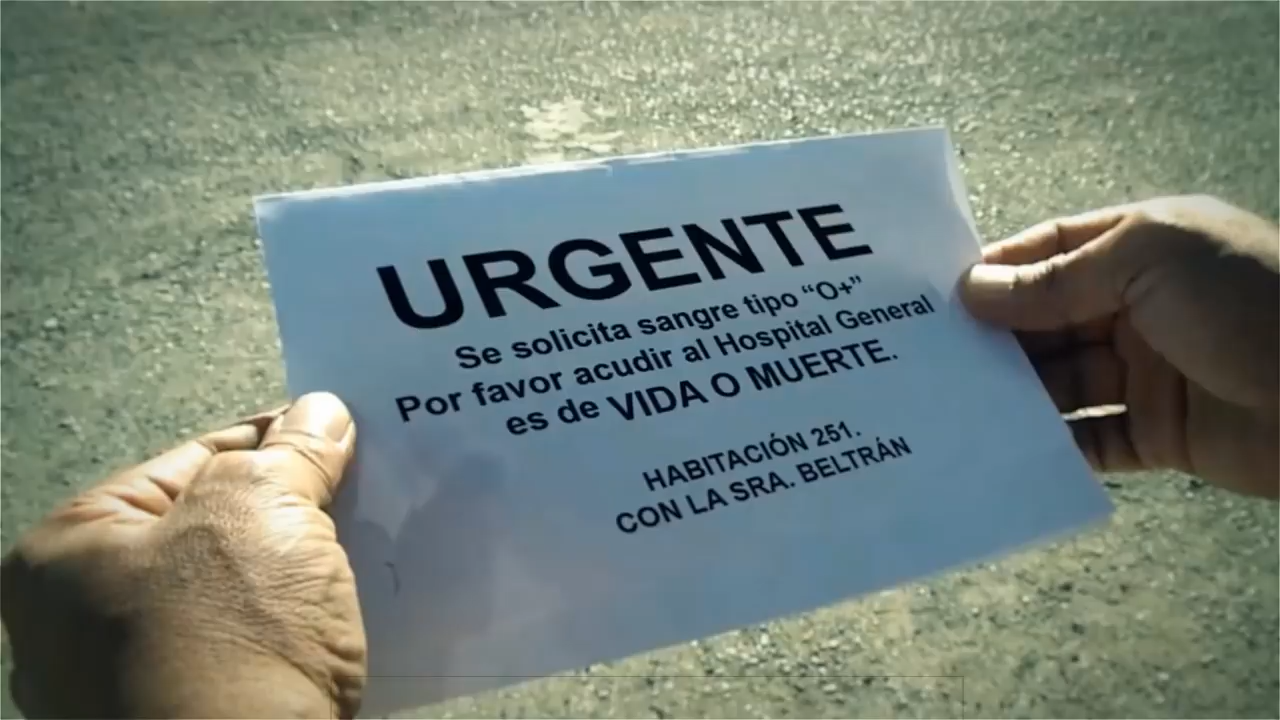 URGENTE
Se solicita sangre tipo “O+”
Por favor acudir al Hospital General
es de VIDA O MUERTE.
HABITACIÓN 251.
CON LA SRA. BELTRÁN